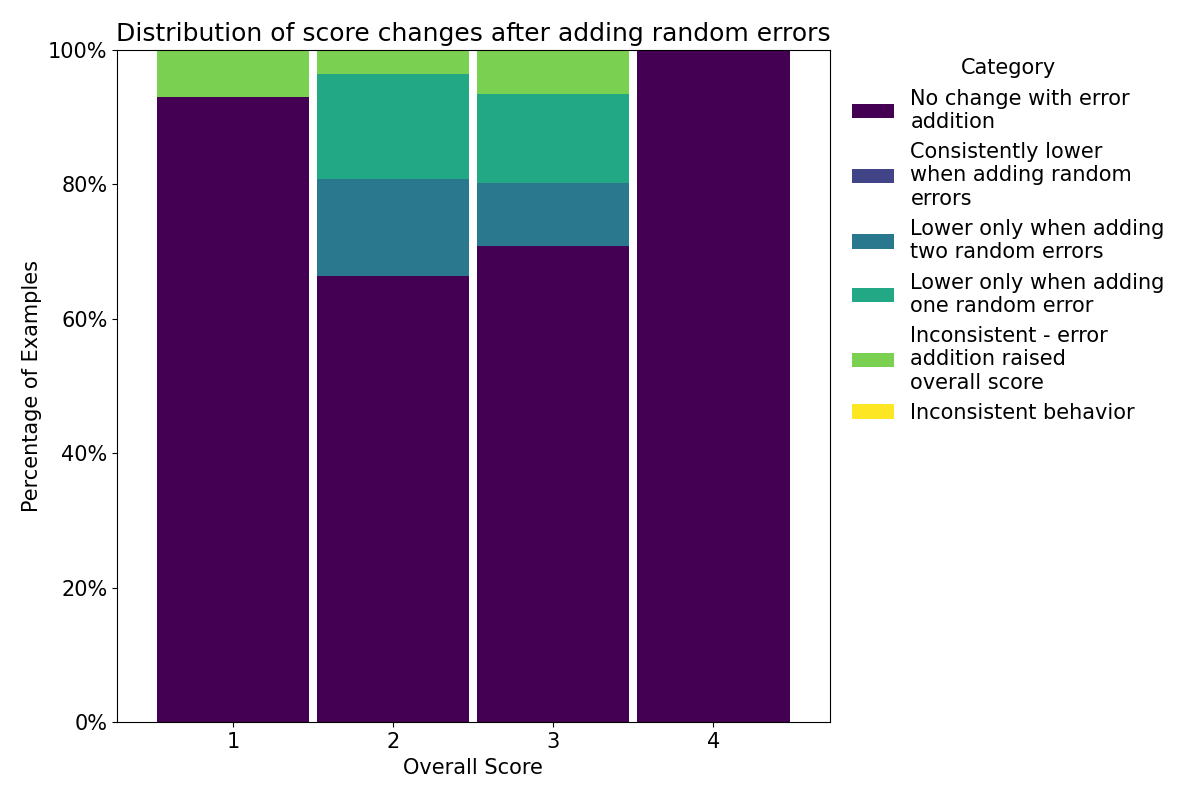 Distribution of score changes after adding random errors
100%
80%
60%
40%
20%
0%
Percentage of Examples
1
2
3
4
Overall Score
Category
No change with error
addition
Consistently lower
when adding random
errors
Lower only when adding
two random errors
Lower only when adding
one random error
Inconsistent - error
addition raised
overall score
Inconsistent behavior